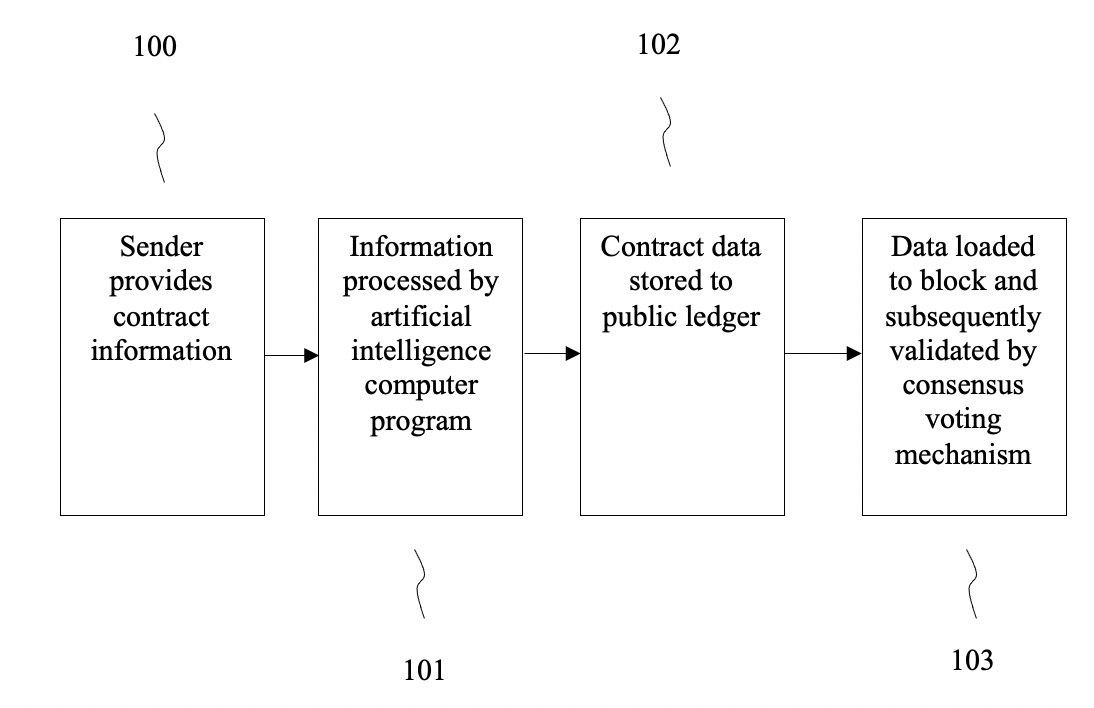 100
102
Sender
provides
contract
information
Information
processed by
artificial
intelligence
computer
program
Contract data
stored to
public ledger
Data loaded
to block and
subsequently
validated by
consensus
voting
mechanism
101
103